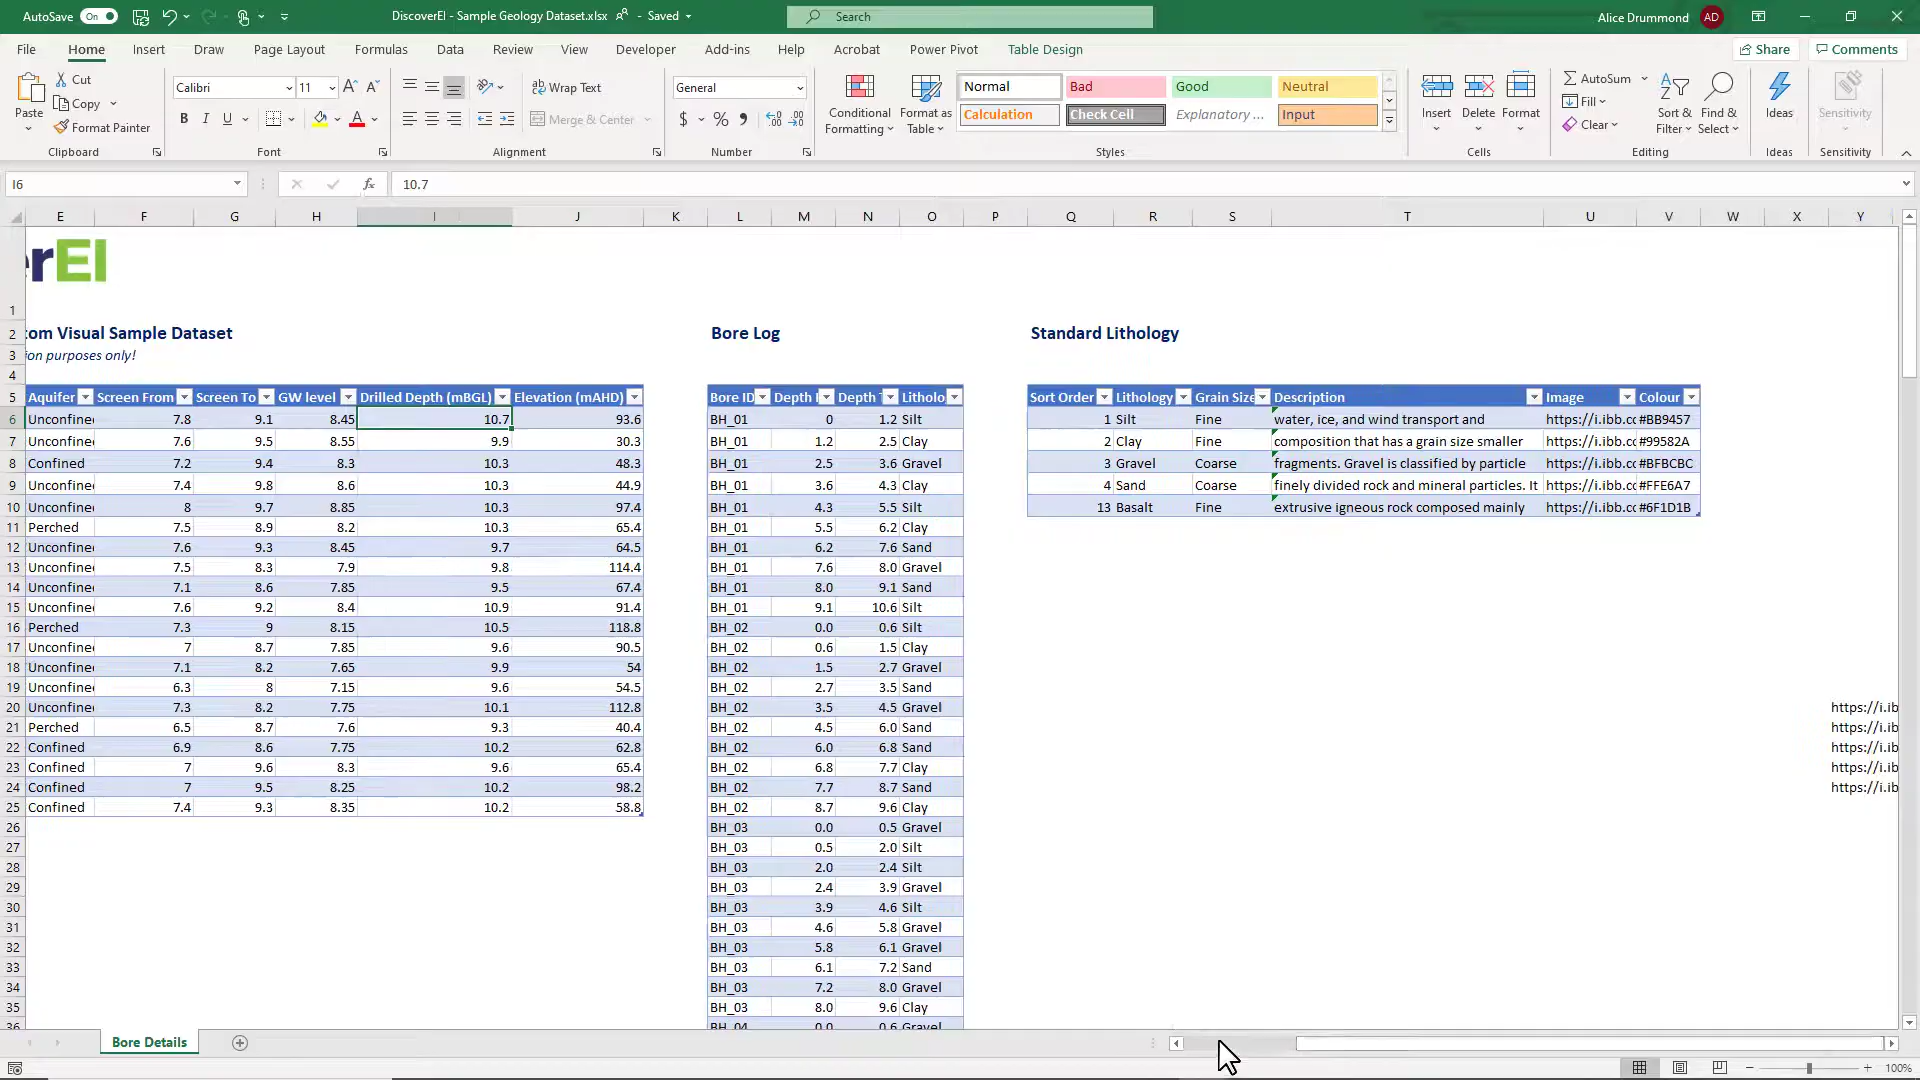 AutoSave On DiscoverEI - Sample Geology Dataset.xlsx - Saved Search Alice Drummond AD
File Home Insert Draw Page Layout Formulas Data Review View Developer Add-ins Help Acrobat Power Pivot Table Design Share Comments
Paste Cut Copy Format Painter Clipboard
Calibri 11 B I U A Font
Wrap Text Merge & Center Alignment
General $ % Number
Conditional Formatting Format as Table Normal Bad Good Neutral Calculation Check Cell Explanatory ... Input Styles
Insert Delete Format Cells
AutoSum Fill Clear Sort & Filter Find & Select Editing
Ideas Ideas
Sensitivity Sensitivity
I6 fx 10.7
E F G H I J K L M N O P Q R S T U V W X Y
rEI
1
2 tom Visual Sample Dataset Bore Log Standard Lithology
3 ion purposes only!
4
5 Aquifer Screen From Screen To GW level Drilled Depth (mBGL) Elevation (mAHD) Bore ID Depth Depth Litholo Sort Order Lithology Grain Size Description Image Colour
6 Unconfined 7.8 9.1 8.45 10.7 93.6 BH_01 0 1.2 Silt 1 Silt Fine water, ice, and wind transport and https://i.ibb.cc #BB9457
7 Unconfined 7.6 9.5 8.55 9.9 30.3 BH_01 1.2 2.5 Clay 2 Clay Fine composition that has a grain size smaller https://i.ibb.cc #99582A
8 Confined 7.2 9.4 8.3 10.3 48.3 BH_01 2.5 3.6 Gravel 3 Gravel Coarse fragments. Gravel is classified by particle https://i.ibb.cc #BFBCBC
9 Unconfined 7.4 9.8 8.6 10.3 44.9 BH_01 3.6 4.3 Clay 4 Sand Coarse finely divided rock and mineral particles. It https://i.ibb.cc #FFE6A7
10 Unconfined 8 9.7 8.85 10.3 97.4 BH_01 4.3 5.5 Silt 13 Basalt Fine extrusive igneous rock composed mainly https://i.ibb.cc #6F1D1B
11 Perched 7.5 8.9 8.2 10.3 65.4 BH_01 5.5 6.2 Clay
12 Unconfined 7.6 9.3 8.45 9.7 64.5 BH_01 6.2 7.6 Sand
13 Unconfined 7.5 8.3 7.9 9.8 114.4 BH_01 7.6 8.0 Gravel
14 Unconfined 7.1 8.6 7.85 9.5 67.4 BH_01 8.0 9.1 Sand
15 Unconfined 7.6 9.2 8.4 10.9 91.4 BH_01 9.1 10.6 Silt
16 Perched 7.3 9 8.15 10.5 118.8 BH_02 0.0 0.6 Silt
17 Unconfined 7 8.7 7.85 9.6 90.5 BH_02 0.6 1.5 Clay
18 Unconfined 7.1 8.2 7.65 9.9 54 BH_02 1.5 2.7 Gravel
19 Unconfined 6.3 8 7.15 9.6 54.5 BH_02 2.7 3.5 Sand
20 Unconfined 7.3 8.2 7.75 10.1 112.8 BH_02 3.5 4.5 Gravel https://i.ib
21 Perched 6.5 8.7 7.6 9.3 40.4 BH_02 4.5 6.0 Sand https://i.ib
22 Confined 6.9 8.6 7.75 10.2 62.8 BH_02 6.0 6.8 Sand https://i.ib
23 Confined 7 9.6 8.3 9.6 65.4 BH_02 6.8 7.7 Clay https://i.ib
24 Confined 7 9.5 8.25 10.2 98.2 BH_02 7.7 8.7 Sand https://i.ib
25 Confined 7.4 9.3 8.35 10.2 58.8 BH_02 8.7 9.6 Clay
26 BH_03 0.0 0.5 Gravel
27 BH_03 0.5 2.0 Silt
28 BH_03 2.0 2.4 Silt
29 BH_03 2.4 3.9 Gravel
30 BH_03 3.9 4.6 Silt
31 BH_03 4.6 5.8 Gravel
32 BH_03 5.8 6.1 Gravel
33 BH_03 6.1 7.2 Sand
34 BH_03 7.2 8.0 Gravel
35 BH_03 8.0 9.6 Clay
36 BH_04 0.0 0.6 Gravel
Bore Details
100%